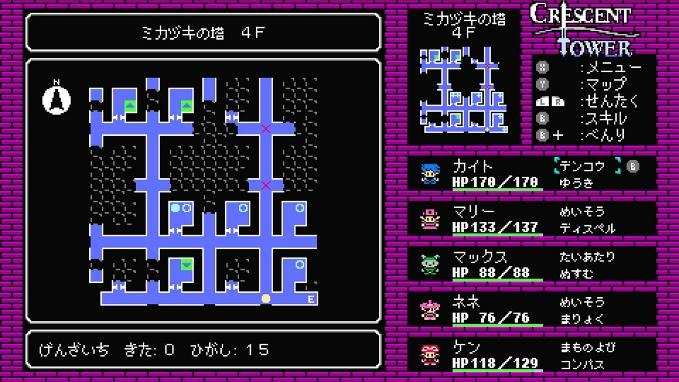 ミカヅキの塔 4F
N
E
げんざいち きた: 0 ひがし: 15
ミカヅキの塔
4F
CRESCENT
TOWER
X :メニュー
Y :マップ
L R :せんたく
B :スキル
B + :べんり
カイト
HP170/170
デンコウ B
ゆうき
マリー
HP133/137
めいそう
ディスペル
マックス
HP 88/88
たいあたり
ぬすむ
ネネ
HP 76/76
めいそう
まりょく
ケン
HP118/129
まものよび
コンパス